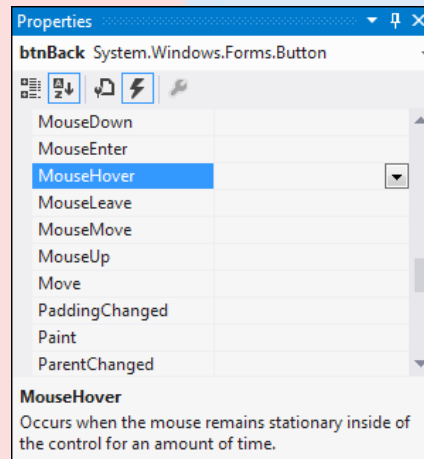 Properties
btnBack System.Windows.Forms.Button
MouseDown
MouseEnter
MouseHover
MouseLeave
MouseMove
MouseUp
Move
PaddingChanged
Paint
ParentChanged
MouseHover
Occurs when the mouse remains stationary inside of
the control for an amount of time.